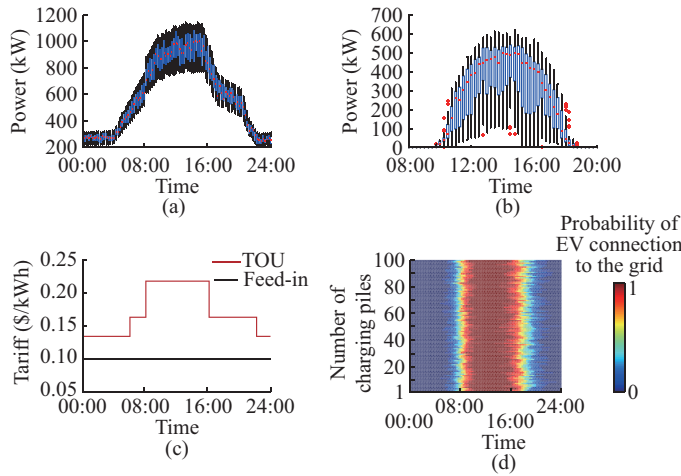 Power (kW)
1200
1000
800
600
400
200
00:00 08:00 16:00 24:00
Time
(a)
Power (kW)
700
600
500
400
300
200
100
0
08:00 12:00 16:00 20:00
Time
(b)
Tariff ($/kWh)
0.25
0.20
0.15
0.10
0.05
TOU
Feed-in
00:00 08:00 16:00 24:00
Time
(c)
Number of
charging piles
100
80
60
40
20
1
00:00 08:00 16:00 24:00
Time
(d)
Probability of
EV connection
to the grid
1
0